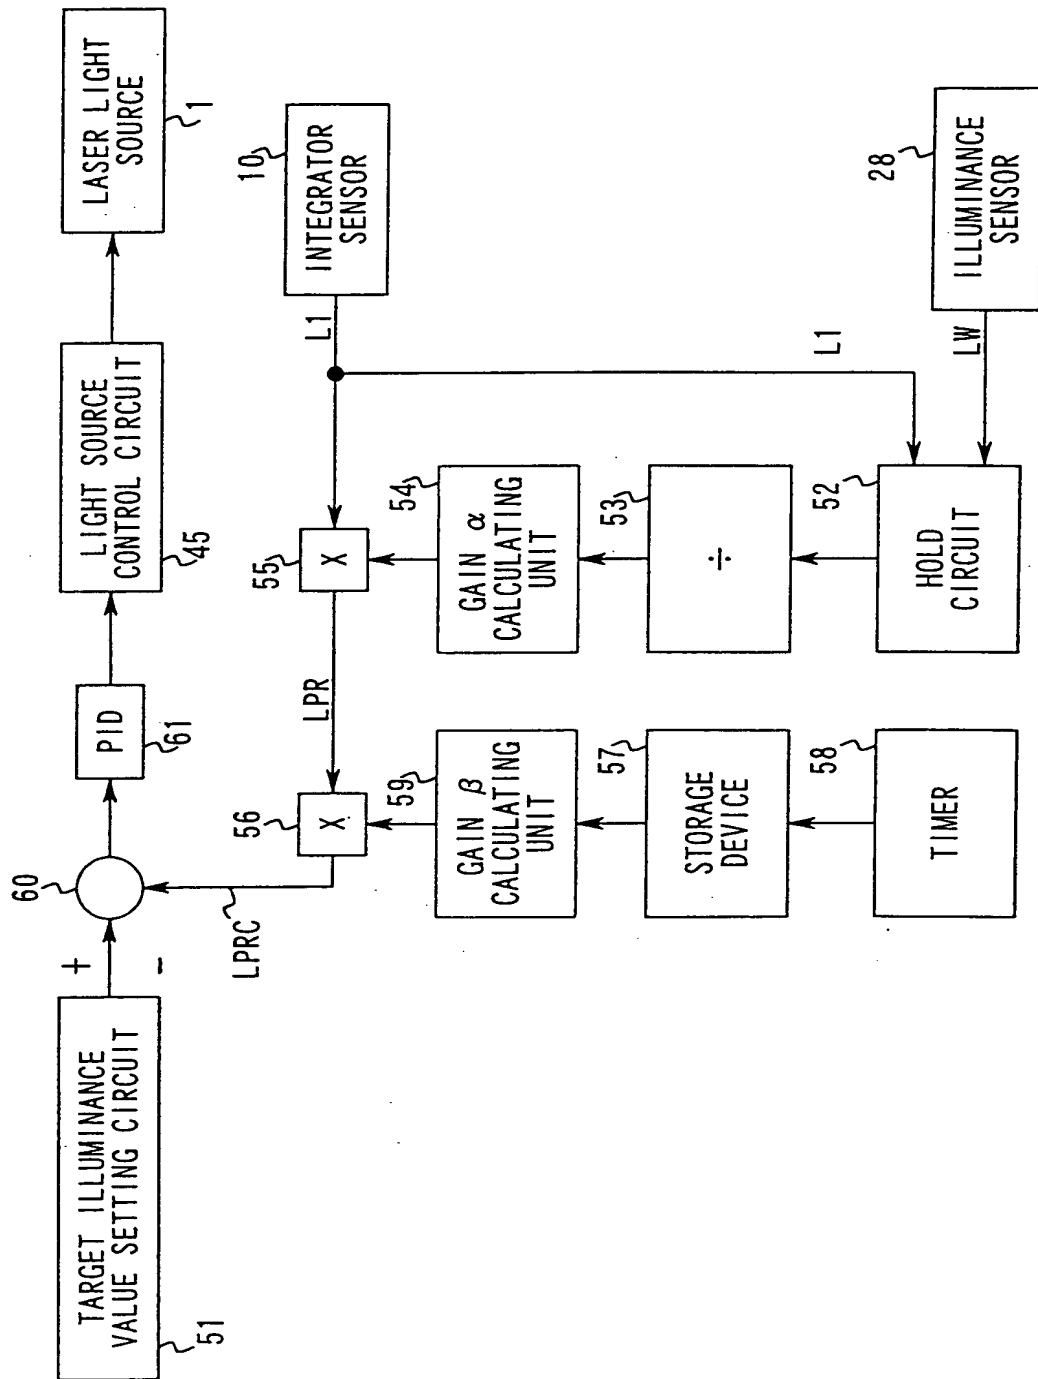 TARGET ILLUMINANCE
VALUE SETTING CIRCUIT
51
+
-
60
PID
61
LIGHT SOURCE
CONTROL CIRCUIT
45
LASER LIGHT
SOURCE
1
LPRC
56
X
LPR
55
X
L1
10
INTEGRATOR
SENSOR
59
GAIN β
CALCULATING
UNIT
54
GAIN α
CALCULATING
UNIT
57
STORAGE
DEVICE
53
÷
L1
58
TIMER
52
HOLD
CIRCUIT
LW
28
ILLUMINANCE
SENSOR